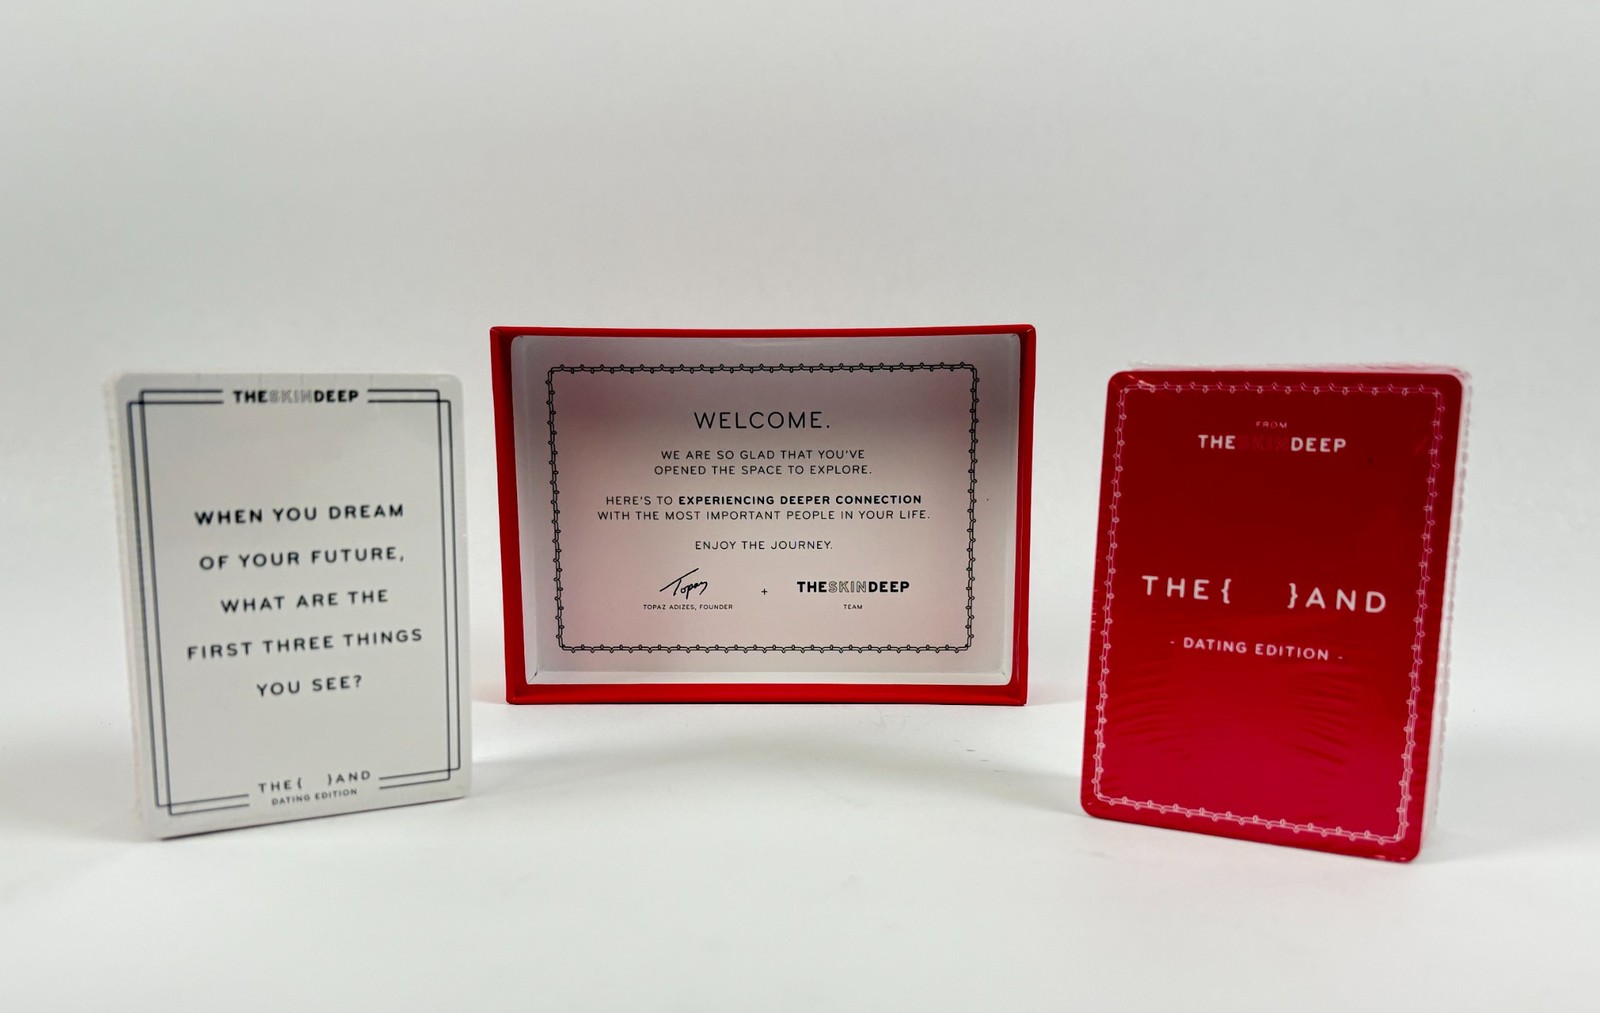 THESKINDEEP
WHEN YOU DREAM
OF YOUR FUTURE,
WHAT ARE THE
FIRST THREE THINGS
YOU SEE?
THE{ }AND
DATING EDITION
WELCOME.
WE ARE SO GLAD THAT YOU'VE
OPENED THE SPACE TO EXPLORE.
HERE'S TO EXPERIENCING DEEPER CONNECTION
WITH THE MOST IMPORTANT PEOPLE IN YOUR LIFE.
ENJOY THE JOURNEY.
Topaz
+
THESKINDEEP
TOPAZ ADIZES, FOUNDER
TEAM
FROM
THESKINDEEP
THE{ }AND
- DATING EDITION -